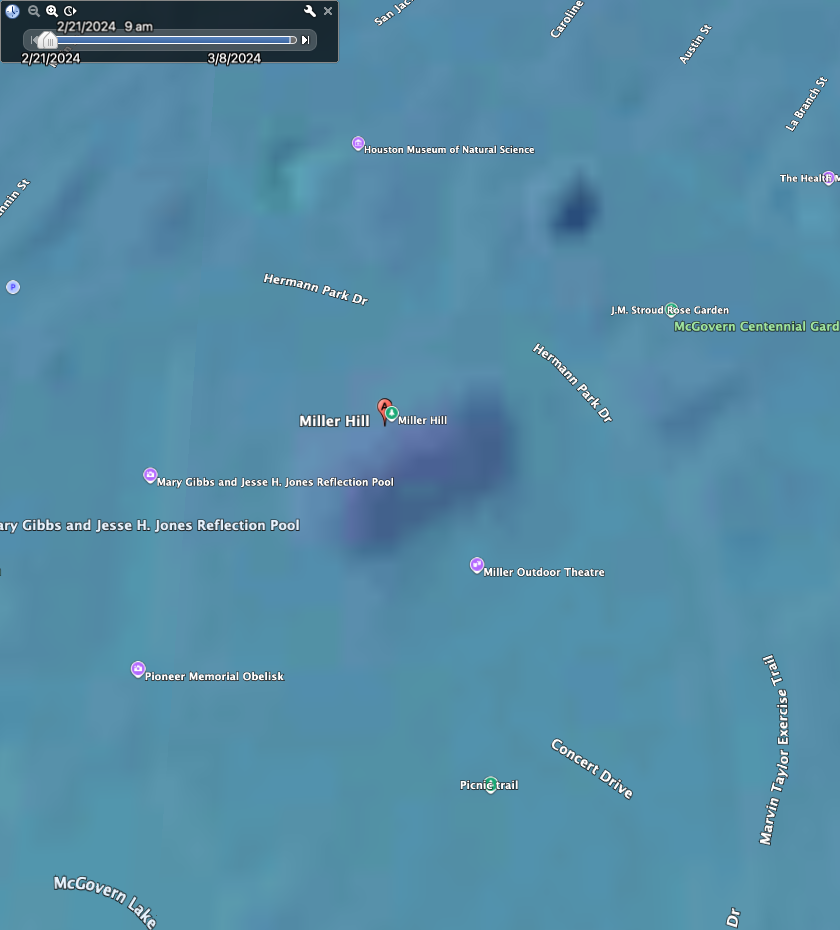 2/21/2024 9 am
2/21/2024
3/8/2024
San Jac
Caroline
Austin St
La Branch St
Houston Museum of Natural Science
The Health M
nnin St
P
Hermann Park Dr
J.M. Stroud Rose Garden
McGovern Centennial Gard
Hermann Park Dr
A
Miller Hill
Miller Hill
Mary Gibbs and Jesse H. Jones Reflection Pool
ary Gibbs and Jesse H. Jones Reflection Pool
Miller Outdoor Theatre
Pioneer Memorial Obelisk
Marvin Taylor Exercise Trail
Concert Drive
Picnic trail
McGovern Lake
Dr